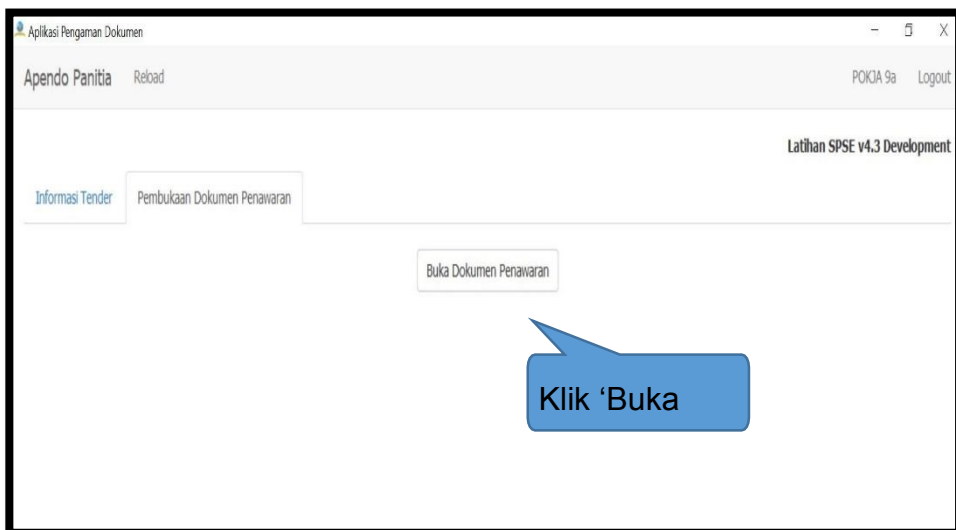 Aplikasi Pengaman Dokumen
Apendo Panitia Reload POKJA 9a Logout
Latihan SPSE v4.3 Development
Informasi Tender Pembukaan Dokumen Penawaran
Buka Dokumen Penawaran
Klik ‘Buka